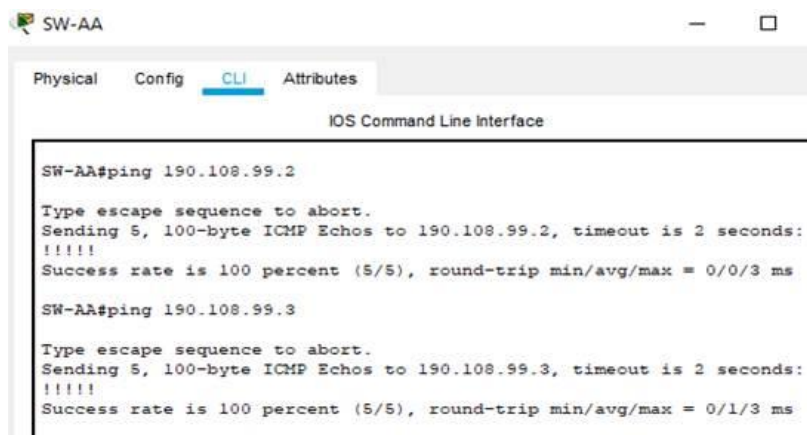 SW-AA
Physical Config CLI Attributes
IOS Command Line Interface
SW-AA#ping 190.108.99.2
Type escape sequence to abort.
Sending 5, 100-byte ICMP Echos to 190.108.99.2, timeout is 2 seconds:
!!!!!
Success rate is 100 percent (5/5), round-trip min/avg/max = 0/0/3 ms
SW-AA#ping 190.108.99.3
Type escape sequence to abort.
Sending 5, 100-byte ICMP Echos to 190.108.99.3, timeout is 2 seconds:
!!!!!
Success rate is 100 percent (5/5), round-trip min/avg/max = 0/1/3 ms